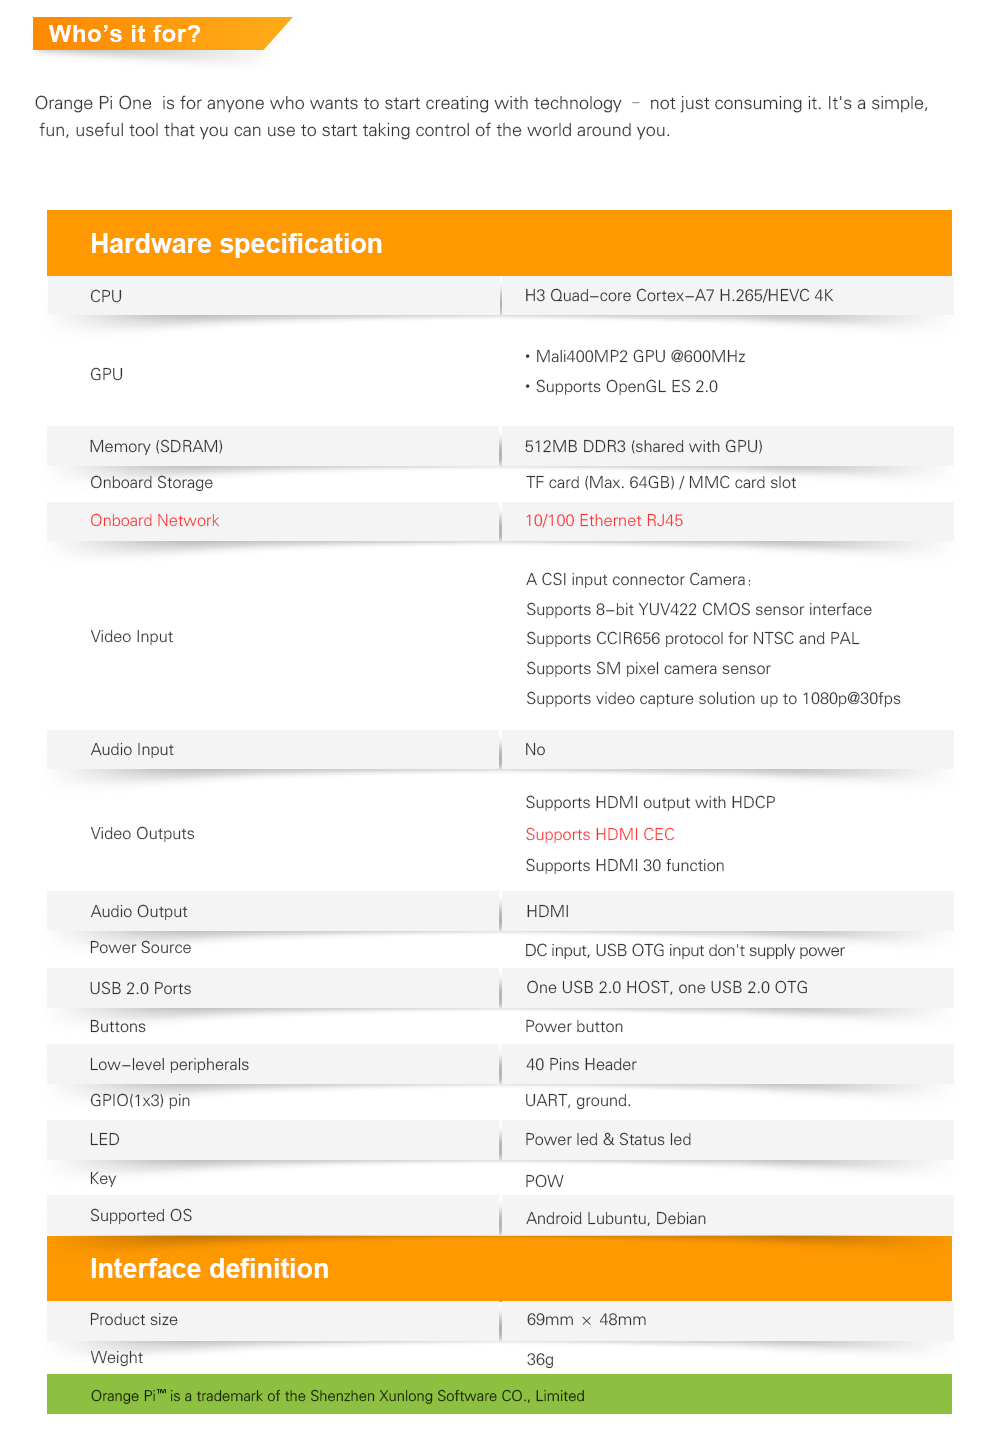 Who's it for?
Orange Pi One is for anyone who wants to start creating with technology – not just consuming it. It's a simple,
fun, useful tool that you can use to start taking control of the world around you.
Hardware specification
CPU
H3 Quad-core Cortex-A7 H.265/HEVC 4K
GPU
• Mali400MP2 GPU @600MHz
• Supports OpenGL ES 2.0
Memory (SDRAM)
512MB DDR3 (shared with GPU)
Onboard Storage
TF card (Max. 64GB) / MMC card slot
Onboard Network
10/100 Ethernet RJ45
Video Input
A CSI input connector Camera:
Supports 8-bit YUV422 CMOS sensor interface
Supports CCIR656 protocol for NTSC and PAL
Supports SM pixel camera sensor
Supports video capture solution up to 1080p@30fps
Audio Input
No
Video Outputs
Supports HDMI output with HDCP
Supports HDMI CEC
Supports HDMI 30 function
Audio Output
HDMI
Power Source
DC input, USB OTG input don't supply power
USB 2.0 Ports
One USB 2.0 HOST, one USB 2.0 OTG
Buttons
Power button
Low-level peripherals
40 Pins Header
GPIO(1x3) pin
UART, ground.
LED
Power led & Status led
Key
POW
Supported OS
Android Lubuntu, Debian
Interface definition
Product size
69mm × 48mm
Weight
36g
Orange Pi™ is a trademark of the Shenzhen Xunlong Software CO., Limited